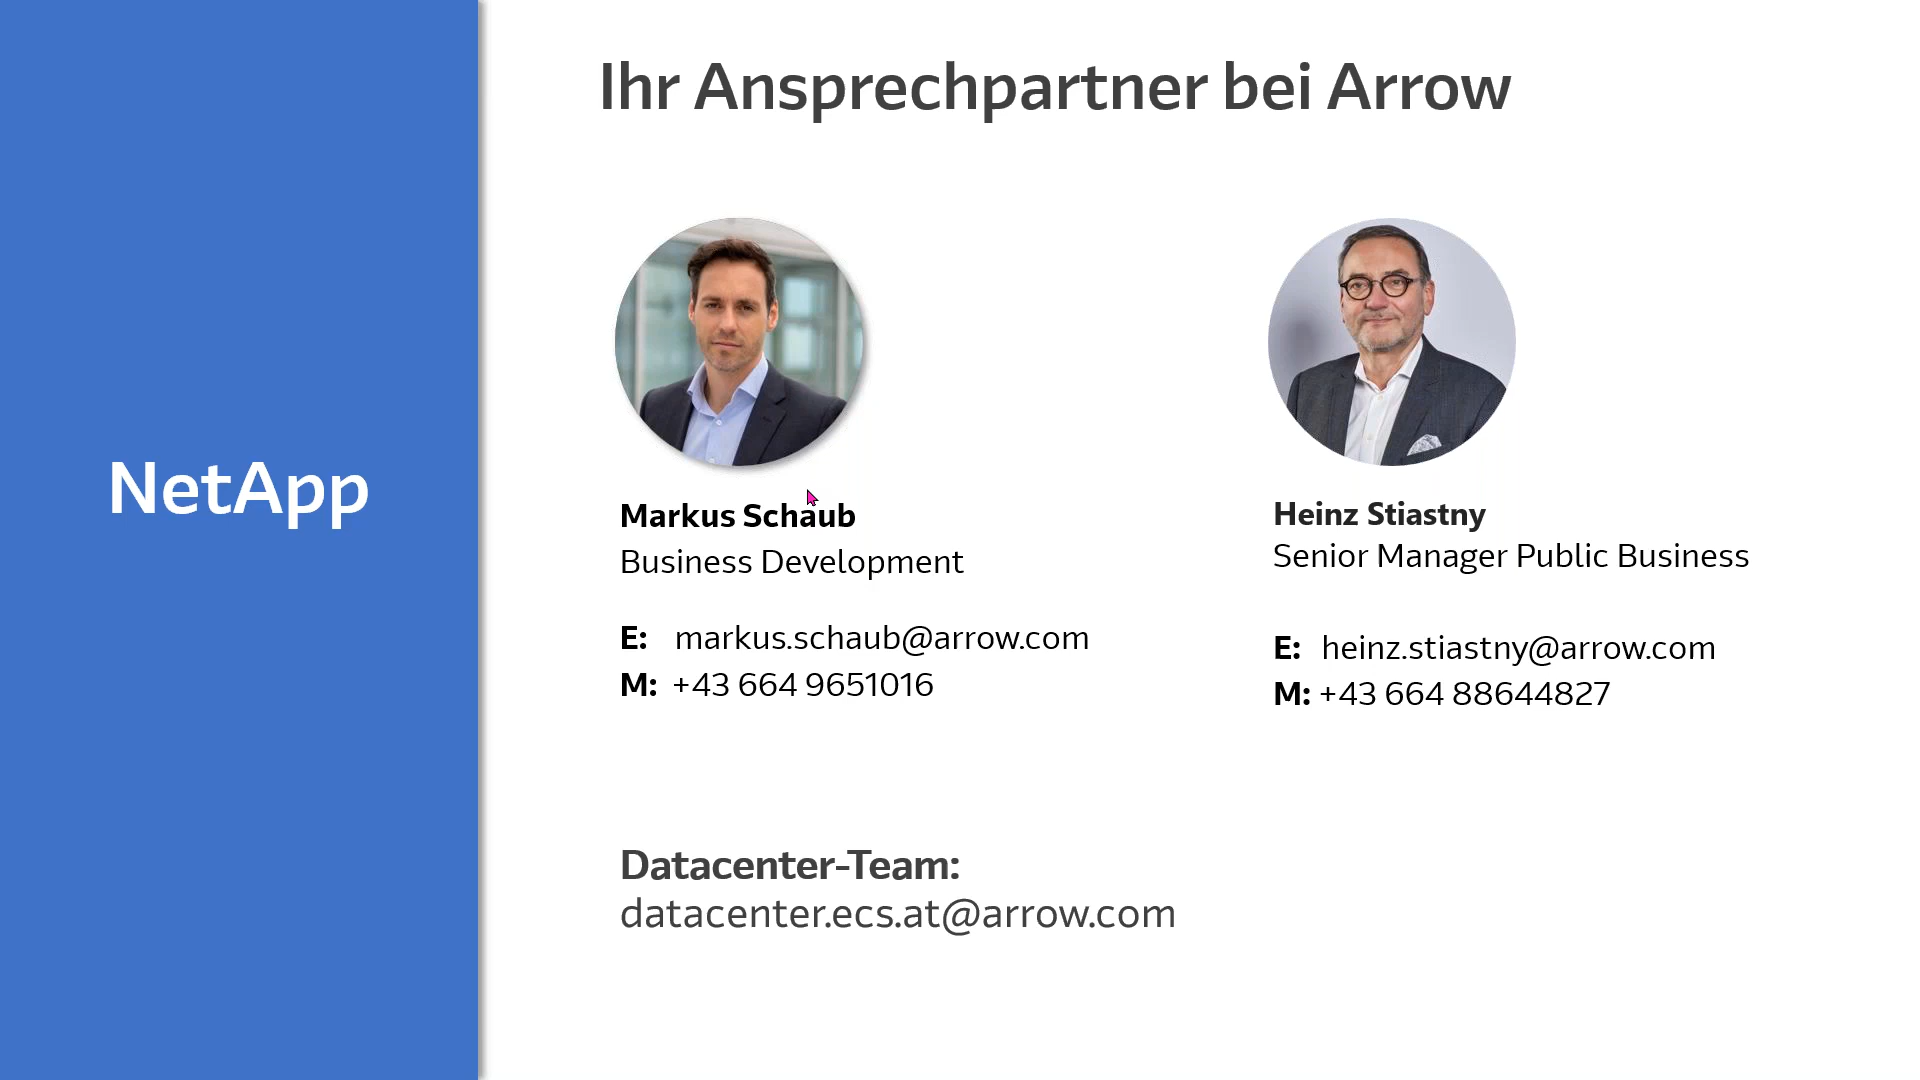 Ihr Ansprechpartner bei Arrow
NetApp
Markus Schaub
Business Development
E: markus.schaub@arrow.com
M: +43 664 9651016
Heinz Stiastny
Senior Manager Public Business
E: heinz.stiastny@arrow.com
M: +43 664 88644827
Datacenter-Team:
datacenter.ecs.at@arrow.com